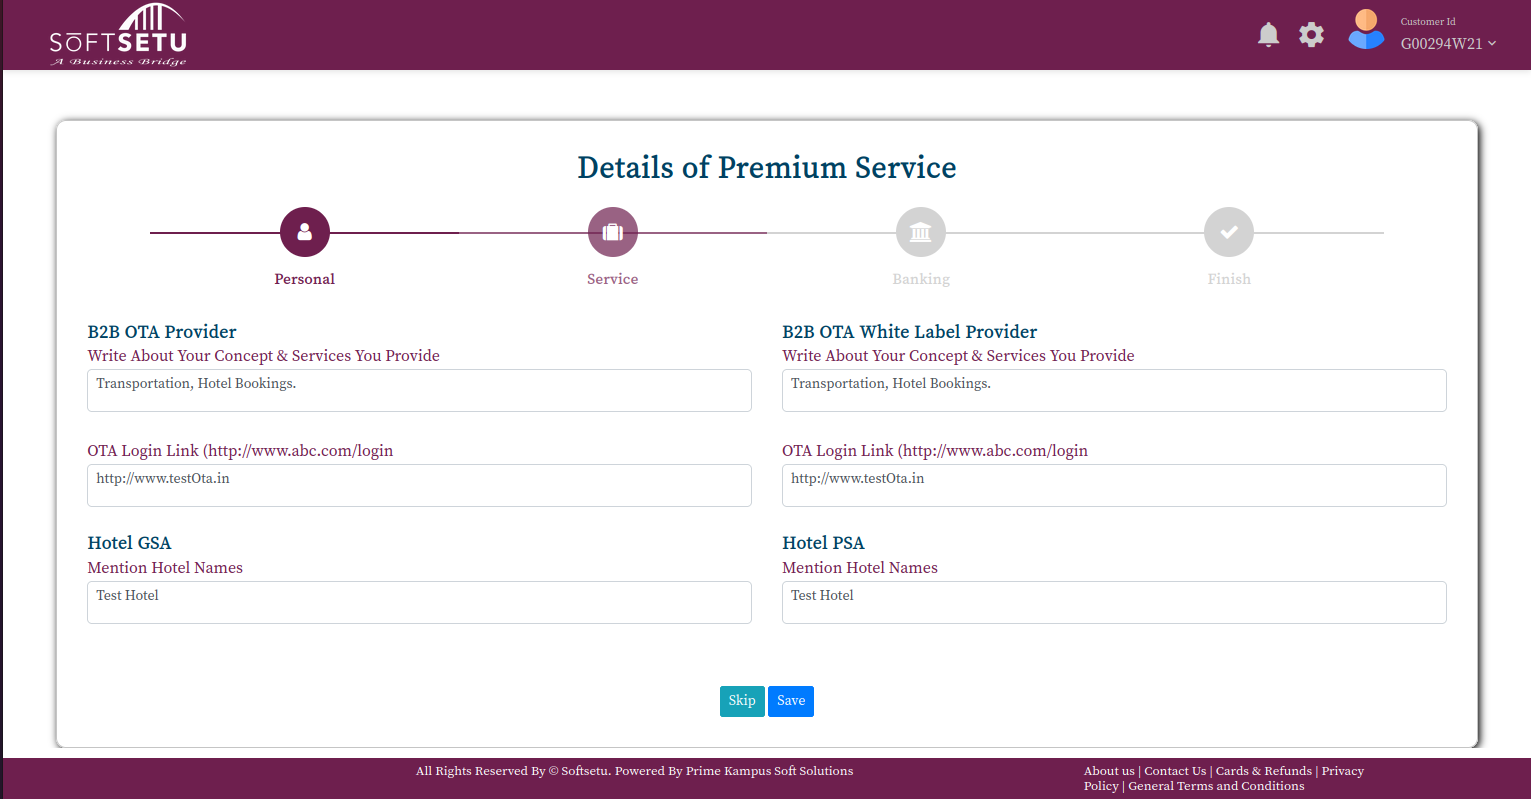 SŌFTSETU
A Business Bridge
Customer Id
G00294W21
Details of Premium Service
Personal
Service
Banking
Finish
B2B OTA Provider
Write About Your Concept & Services You Provide
Transportation, Hotel Bookings.
OTA Login Link (http://www.abc.com/login
http://www.testOta.in
Hotel GSA
Mention Hotel Names
Test Hotel
B2B OTA White Label Provider
Write About Your Concept & Services You Provide
Transportation, Hotel Bookings.
OTA Login Link (http://www.abc.com/login
http://www.testOta.in
Hotel PSA
Mention Hotel Names
Test Hotel
Skip
Save
All Rights Reserved By © Softsetu. Powered By Prime Kampus Soft Solutions
About us | Contact Us | Cards & Refunds | Privacy
Policy | General Terms and Conditions